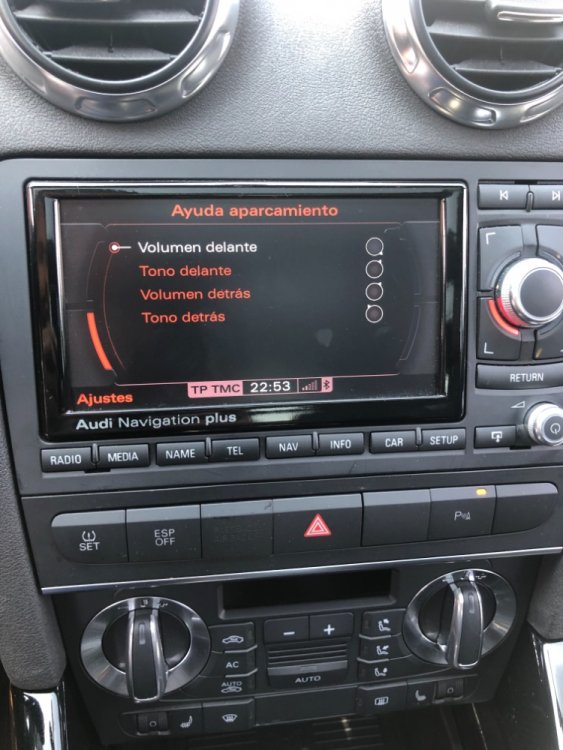 Ayuda aparcamiento
Volumen delante
Tono delante
Volumen detrás
Tono detrás
TP TMC 22:53
Ajustes
Audi Navigation plus
RETURN
RADIO MEDIA NAME TEL NAV INFO CAR SETUP
SET
ESP
OFF
AC
AUTO
AUTO